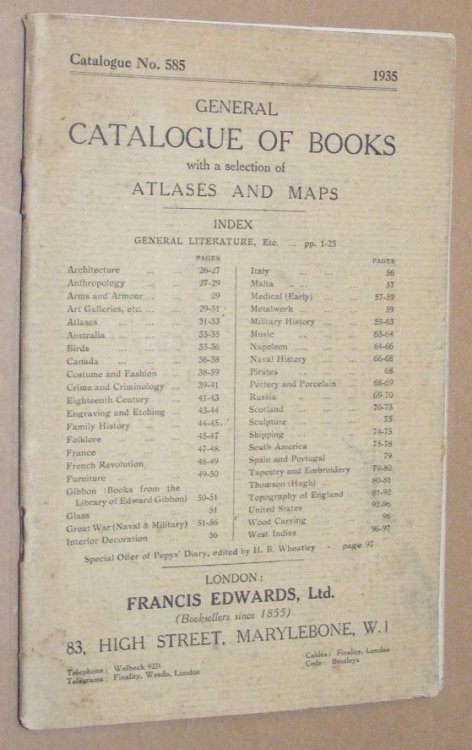 Catalogue No. 585
1935
GENERAL
CATALOGUE OF BOOKS
with a selection of
ATLASES AND MAPS
INDEX
GENERAL LITERATURE, Etc. ... pp. 1-25
PAGES
Architecture ... ... 26-27
Anthropology ... ... 27-29
Arms and Armour ... ... 29
Art Galleries, etc. ... ... 29-31
Atlases ... ... 31-33
Australia ... ... 33-35
Birds ... ... 35-36
Canada ... ... 36-38
Costume and Fashion ... 38-39
Crime and Criminology ... 39-41
Eighteenth Century ... 41-43
Engraving and Etching ... 43-44
Family History ... ... 44-45
Folklore ... ... 45-47
France ... ... 47-48
French Revolution ... 48-49
Furniture ... ... 49-50
Gibbon (Books from the
Library of Edward Gibbon) 50-51
Glass ... ... 51
Great War (Naval & Military) 51-56
Interior Decoration ... 56
PAGES
Italy ... ... 56
Malta ... ... 57
Medical (Early) ... ... 57-59
Metalwork ... ... 59
Military History ... ... 59-63
Music ... ... 63-64
Napoleon ... ... 64-66
Naval History ... ... 66-68
Pirates ... ... 68
Pottery and Porcelain ... 68-69
Russia ... ... 69-70
Scotland ... ... 70-73
Sculpture ... ... 73
Shipping ... ... 74-75
South America ... 75-78
Spain and Portugal ... 79
Tapestry and Embroidery 79-80
Thomson (Hugh) ... ... 80-81
Topography of England ... 81-92
United States ... 92-96
Wood Carving ... ... 96
West Indies ... ... 96-97
Special Offer of Pepys' Diary, edited by H. B. Wheatley - page 97
LONDON:
FRANCIS EDWARDS, Ltd.
(Booksellers since 1855)
83, HIGH STREET, MARYLEBONE, W.1
Telephone: Welbeck 9221
Telegrams: Finality, Wesdo, London
Cables: Finality, London
Code: Bentleys